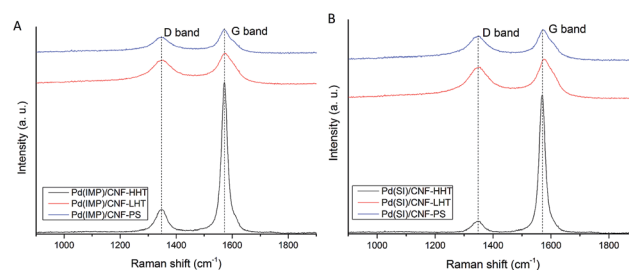 A
D band
G band
Intensity (a. u.)
Pd(IMP)/CNF-HHT
Pd(IMP)/CNF-LHT
Pd(IMP)/CNF-PS
1000 1200 1400 1600 1800
Raman shift (cm-1)
B
D band
G band
Intensity (a. u.)
Pd(SI)/CNF-HHT
Pd(SI)/CNF-LHT
Pd(SI)/CNF-PS
1000 1200 1400 1600 1800
Raman shift (cm-1)